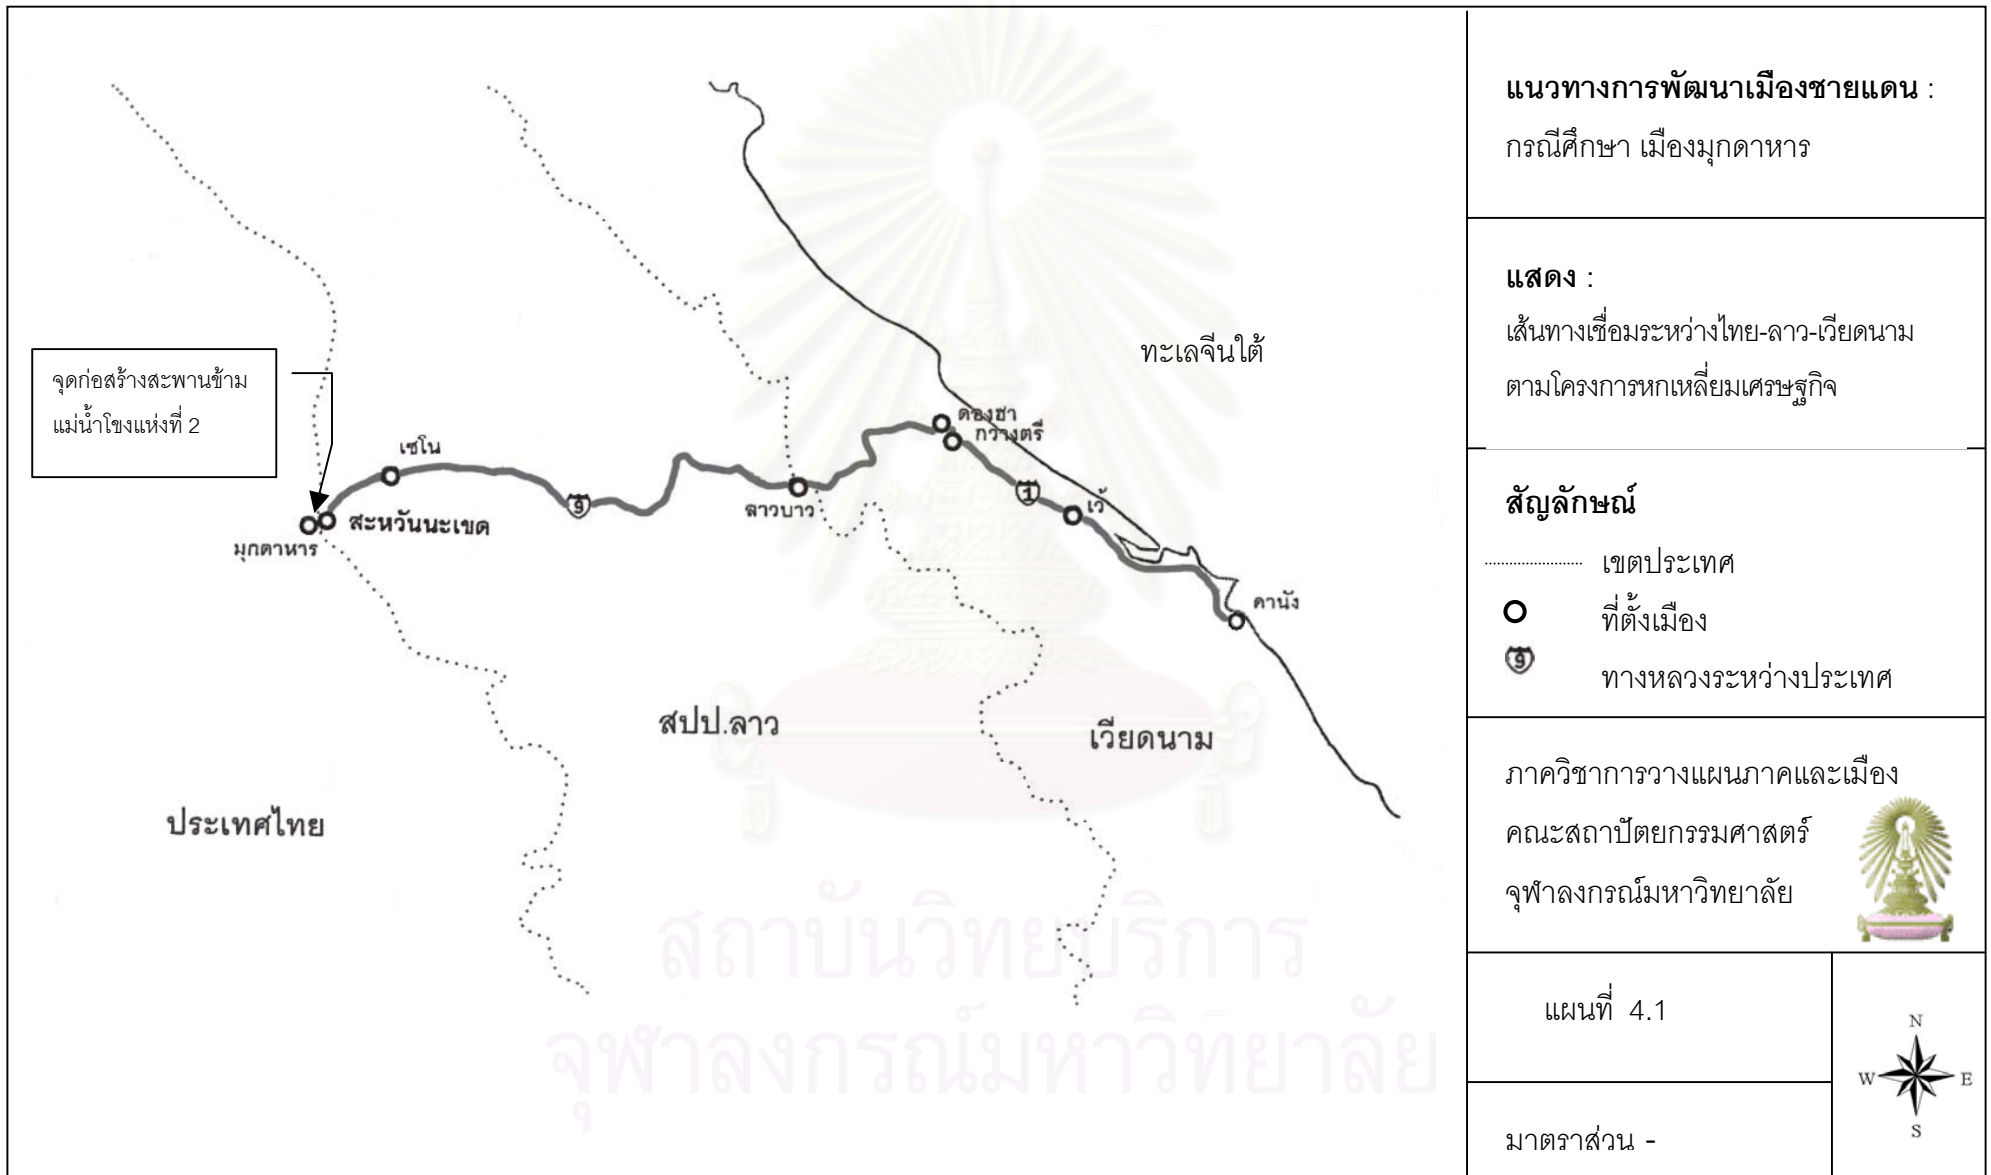 แนวทางการพัฒนาเมืองชายแดน :
กรณีศึกษา เมืองมุกดาหาร
แสดง :
เส้นทางเชื่อมระหว่างไทย-ลาว-เวียดนาม
ตามโครงการหกเหลี่ยมเศรษฐกิจ
สัญลักษณ์
เขตประเทศ
ที่ตั้งเมือง
9
ทางหลวงระหว่างประเทศ
ภาควิชาการวางแผนภาคและเมือง
คณะสถาปัตยกรรมศาสตร์
จุฬาลงกรณ์มหาวิทยาลัย
แผนที่ 4.1
มาตราส่วน -
N
W
E
S
ทะเลจีนใต้
จุดก่อสร้างสะพานข้าม
แม่น้ำโขงแห่งที่ 2
เซโน
สะหวันนะเขต
มุกดาหาร
9
ลาวบาว
ดองฮา
กวางตรี
1
เว้
ดานัง
สปป.ลาว
เวียดนาม
ประเทศไทย
สถาบันวิทยบริการ
จุฬาลงกรณ์มหาวิทยาลัย